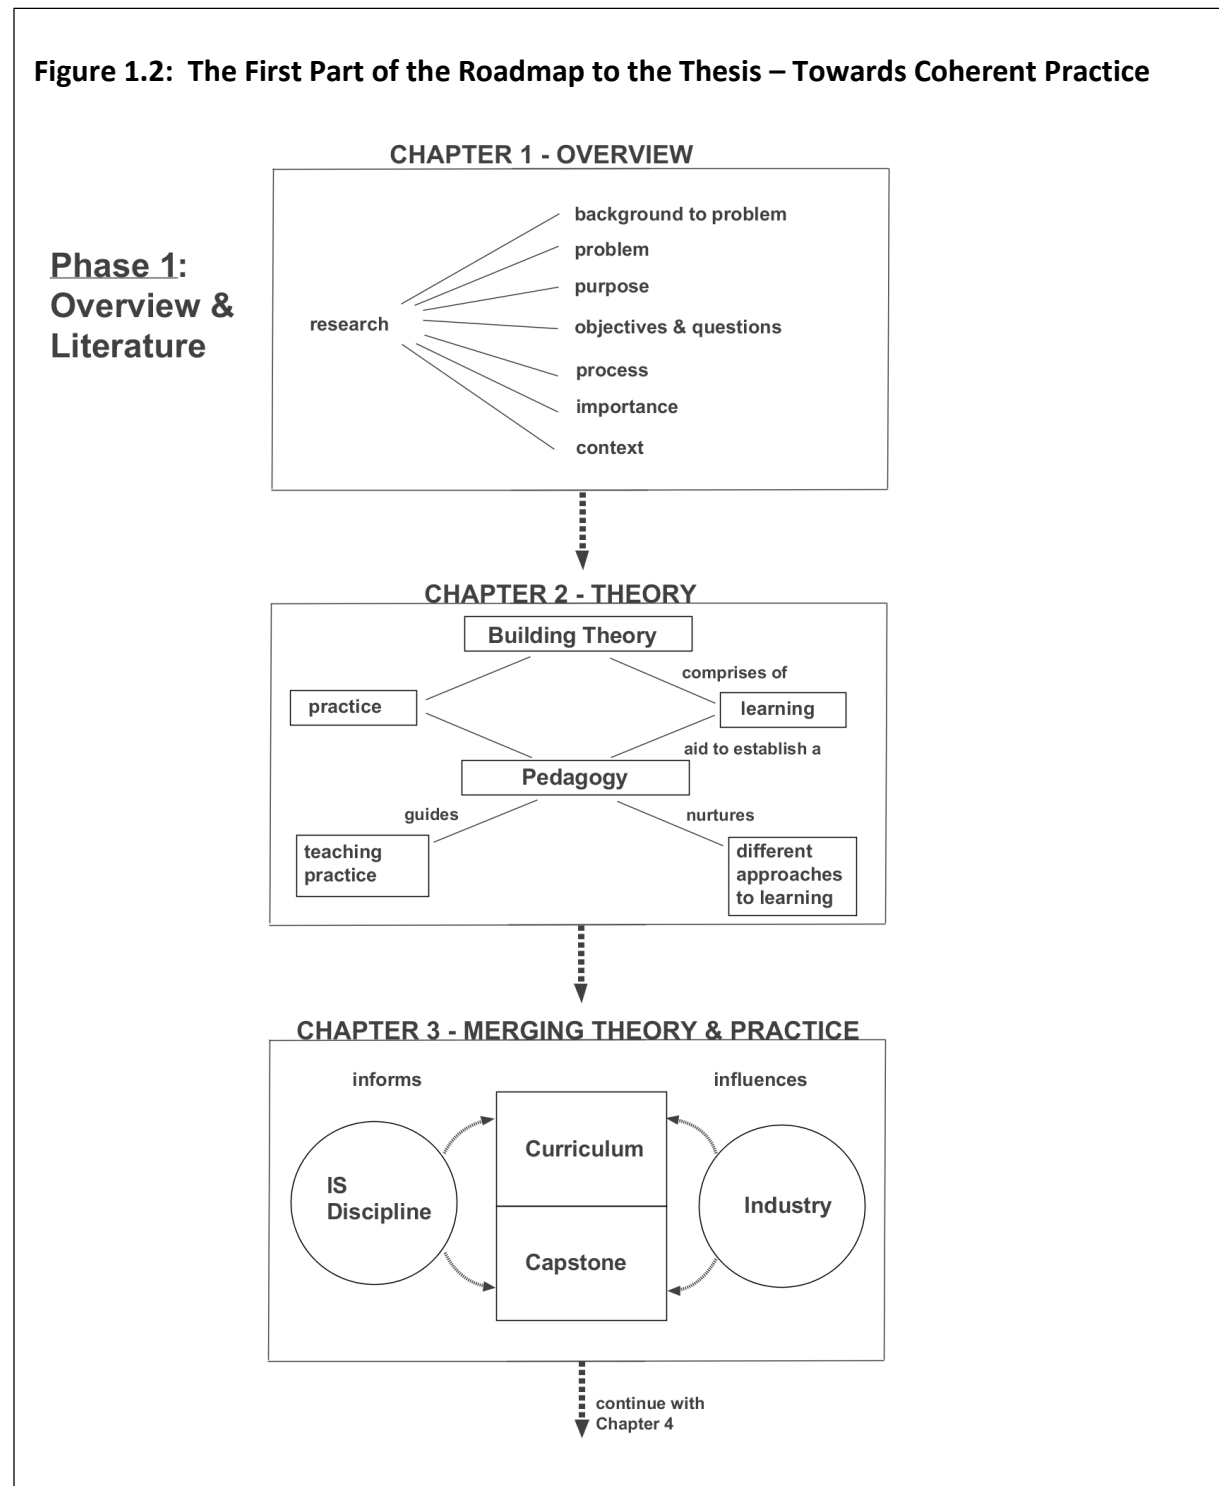 Figure 1.2:  The First Part of the Roadmap to the Thesis – Towards Coherent Practice
CHAPTER 1 - OVERVIEW
Phase 1:
Overview &
Literature
research
background to problem
problem
purpose
objectives & questions
process
importance
context
CHAPTER 2 - THEORY
Building Theory
comprises of
practice
learning
aid to establish a
Pedagogy
guides
nurtures
teaching
practice
different
approaches
to learning
CHAPTER 3 - MERGING THEORY & PRACTICE
informs
influences
IS
Discipline
Curriculum
Capstone
Industry
continue with
Chapter 4